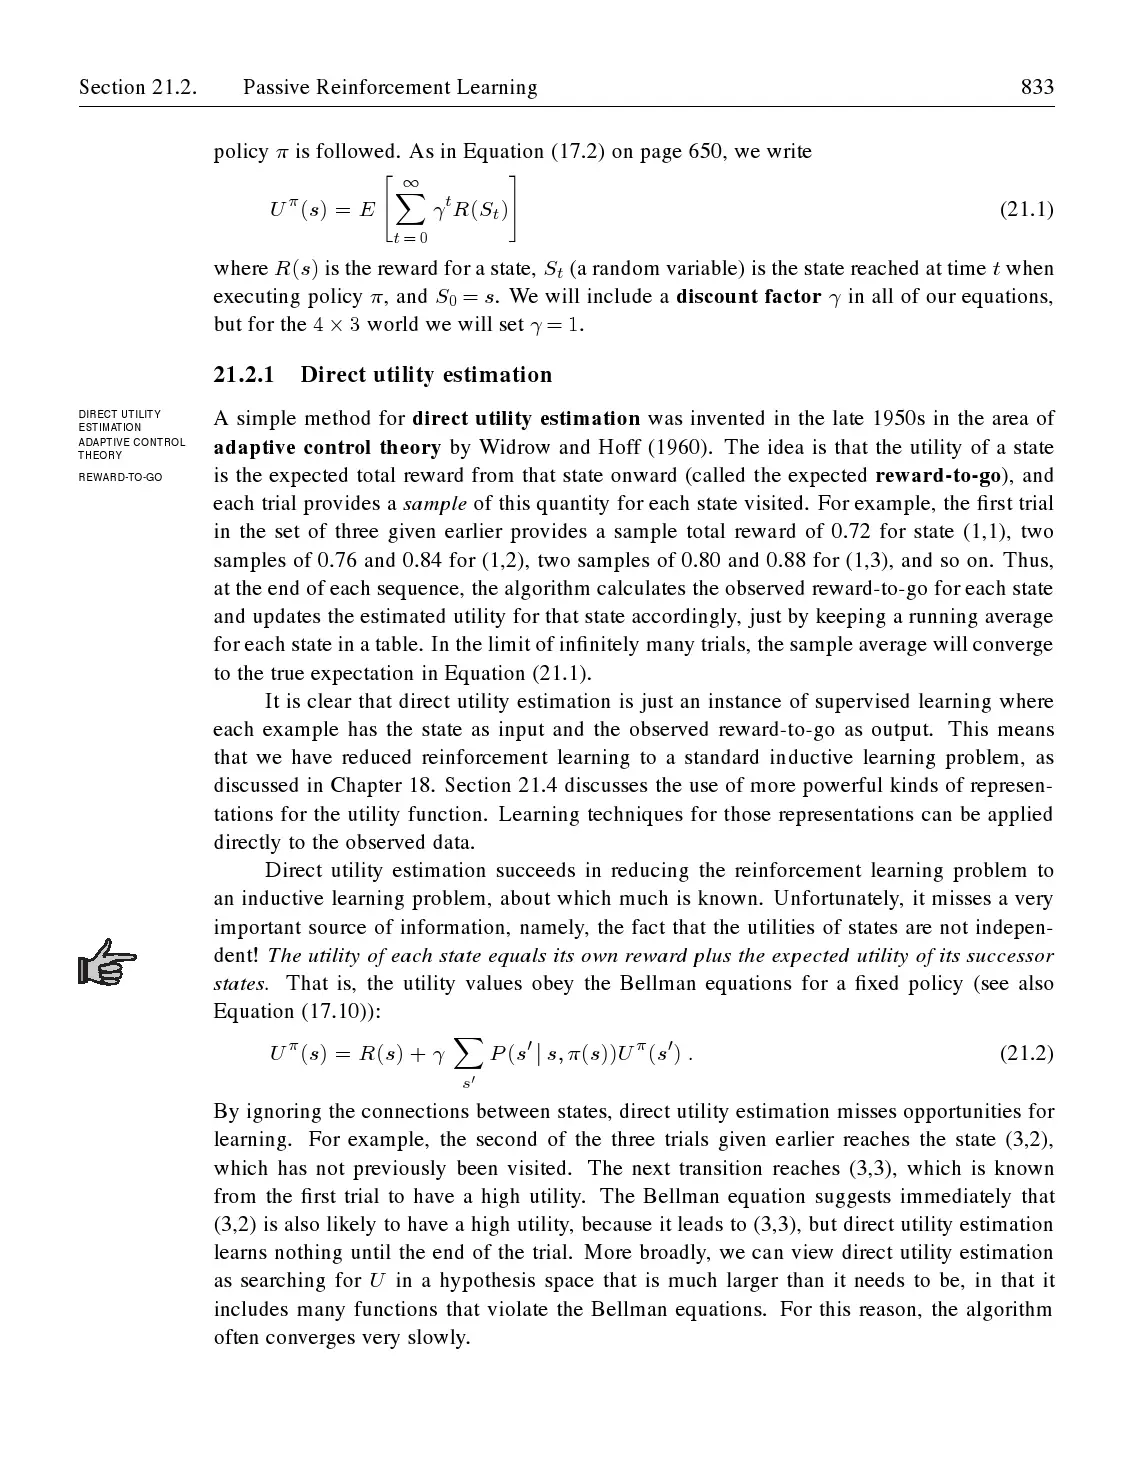 Section 21.2. Passive Reinforcement Learning 833
policy π is followed. As in Equation (17.2) on page 650, we write
U^π(s) = E [ ∑_{t=0}^{∞} γ^t R(S_t) ] (21.1)
where R(s) is the reward for a state, S_t (a random variable) is the state reached at time t when
executing policy π, and S_0 = s. We will include a discount factor γ in all of our equations,
but for the 4 × 3 world we will set γ = 1.
21.2.1 Direct utility estimation
DIRECT UTILITY
ESTIMATION
ADAPTIVE CONTROL
THEORY
REWARD-TO-GO
A simple method for direct utility estimation was invented in the late 1950s in the area of
adaptive control theory by Widrow and Hoff (1960). The idea is that the utility of a state
is the expected total reward from that state onward (called the expected reward-to-go), and
each trial provides a sample of this quantity for each state visited. For example, the first trial
in the set of three given earlier provides a sample total reward of 0.72 for state (1,1), two
samples of 0.76 and 0.84 for (1,2), two samples of 0.80 and 0.88 for (1,3), and so on. Thus,
at the end of each sequence, the algorithm calculates the observed reward-to-go for each state
and updates the estimated utility for that state accordingly, just by keeping a running average
for each state in a table. In the limit of infinitely many trials, the sample average will converge
to the true expectation in Equation (21.1).
It is clear that direct utility estimation is just an instance of supervised learning where
each example has the state as input and the observed reward-to-go as output. This means
that we have reduced reinforcement learning to a standard inductive learning problem, as
discussed in Chapter 18. Section 21.4 discusses the use of more powerful kinds of represen-
tations for the utility function. Learning techniques for those representations can be applied
directly to the observed data.
Direct utility estimation succeeds in reducing the reinforcement learning problem to
an inductive learning problem, about which much is known. Unfortunately, it misses a very
important source of information, namely, the fact that the utilities of states are not indepen-
dent! The utility of each state equals its own reward plus the expected utility of its successor
states. That is, the utility values obey the Bellman equations for a fixed policy (see also
Equation (17.10)):
U^π(s) = R(s) + γ ∑_{s′} P(s′ | s, π(s))U^π(s′) . (21.2)
By ignoring the connections between states, direct utility estimation misses opportunities for
learning. For example, the second of the three trials given earlier reaches the state (3,2),
which has not previously been visited. The next transition reaches (3,3), which is known
from the first trial to have a high utility. The Bellman equation suggests immediately that
(3,2) is also likely to have a high utility, because it leads to (3,3), but direct utility estimation
learns nothing until the end of the trial. More broadly, we can view direct utility estimation
as searching for U in a hypothesis space that is much larger than it needs to be, in that it
includes many functions that violate the Bellman equations. For this reason, the algorithm
often converges very slowly.